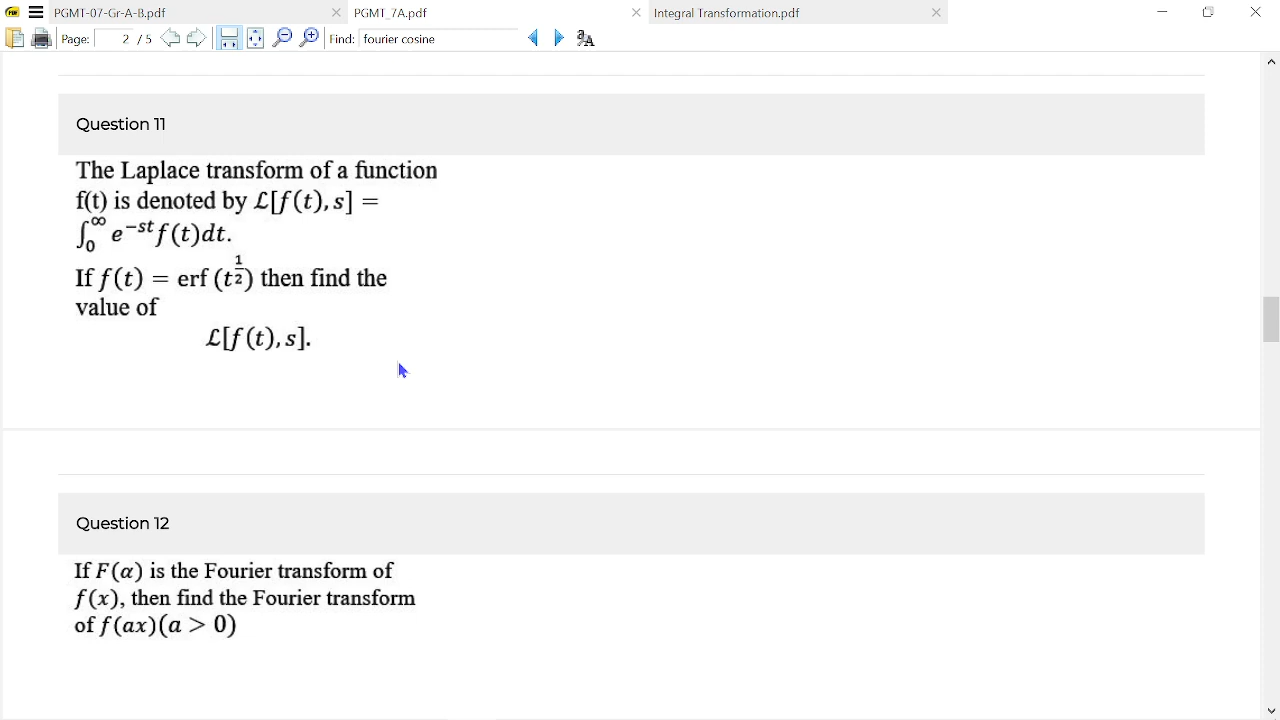 PGMT-07-Gr-A-B.pdf
PGMT_7A.pdf
Integral Transformation.pdf
Page: 2 / 5 Find: fourier cosine
Question 11
The Laplace transform of a function
f(t) is denoted by ℒ[f(t), s] =
∫₀^∞ e^{-st} f(t)dt.
If f(t) = erf (t^{1/2}) then find the
value of
ℒ[f(t), s].
Question 12
If F(α) is the Fourier transform of
f(x), then find the Fourier transform
of f(ax)(a > 0)